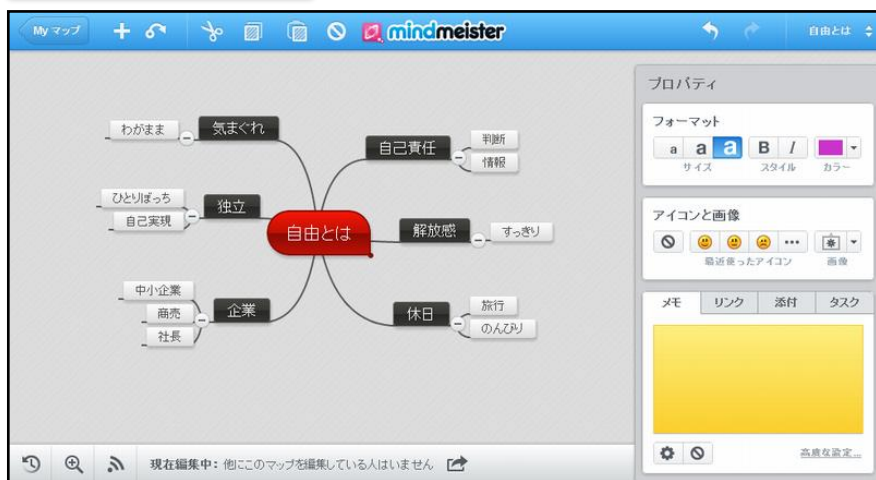 My マップ
mindmeister
自由とは
わがまま
気まぐれ
ひとりぼっち
自己実現
独立
中小企業
商売
社長
企業
自由とは
自己責任
判断
情報
解放感
すっきり
休日
旅行
のんびり
プロパティ
フォーマット
a a a B I
サイズ スタイル カラー
アイコンと画像
最近使ったアイコン 画像
メモ リンク 添付 タスク
高度な設定...
現在編集中: 他にこのマップを編集している人はいません